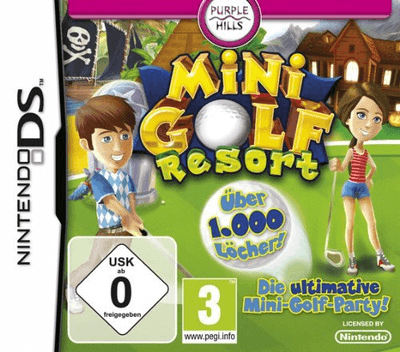 PURPLE
HILLS
NINTENDO DS™
MiNi
GOLF
Resort
Über
1.000
Löcher!
USK
ab
0
freigegeben
3
www.pegi.info
Die ultimative
Mini-Golf-Party!
LICENSED BY
Nintendo